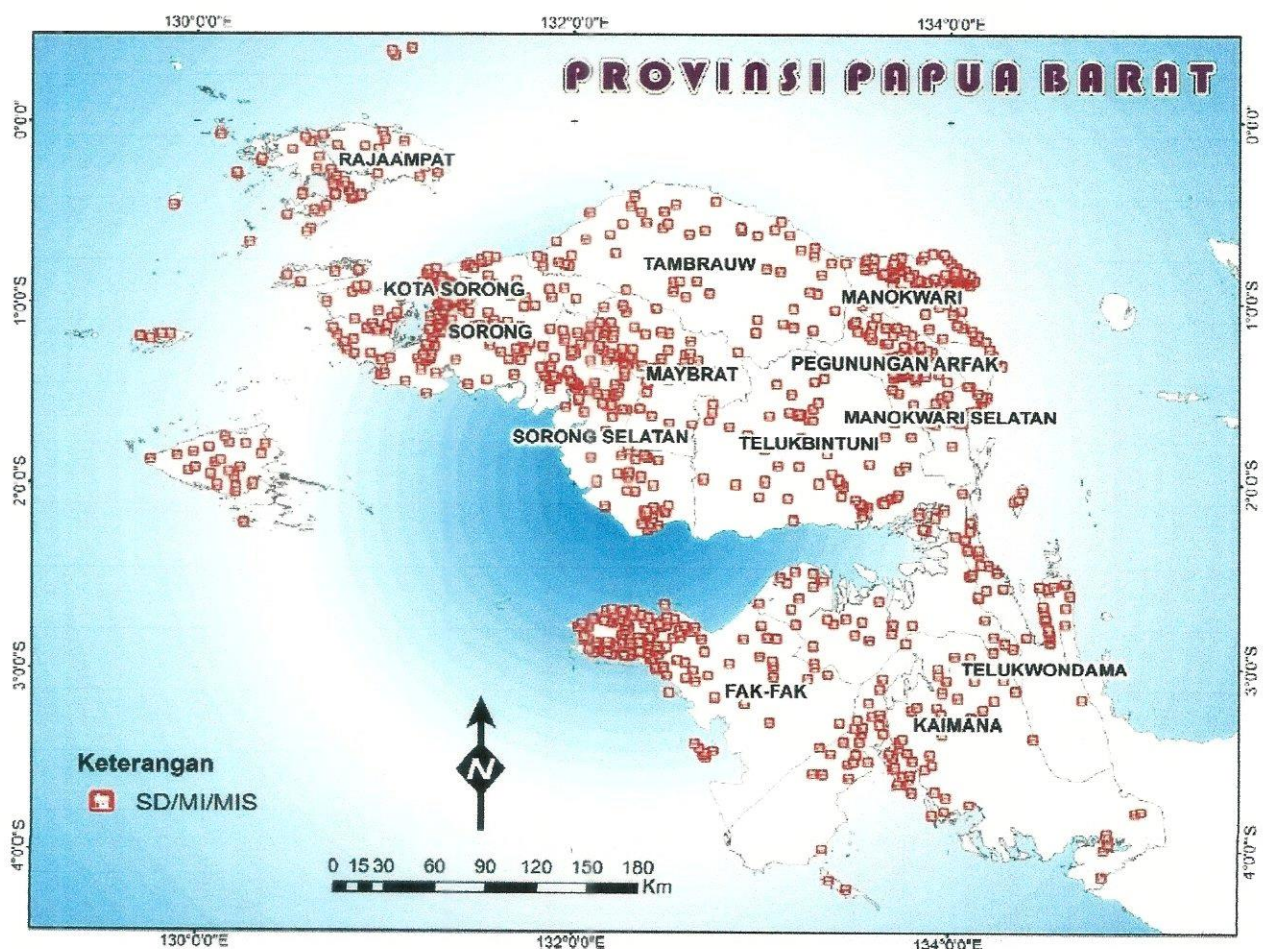 130°0'0"E 132°0'0"E 134°0'0"E
PROVINSI PAPUA BARAT
0°0'0" 0°0'0"
RAJAAMPAT
TAMBRAUW
KOTA SORONG
MANOKWARI
1°0'0"S 1°0'0"S
SORONG
PEGUNUNGAN ARFAK
MAYBRAT
MANOKWARI SELATAN
SORONG SELATAN
TELUKBINTUNI
2°0'0"S 2°0'0"S
3°0'0"S 3°0'0"S
TELUKWONDAMA
FAK-FAK
KAIMANA
N
Keterangan
SD/MI/MIS
4°0'0"S 4°0'0"S
0 15 30 60 90 120 150 180
Km
130°0'0"E 132°0'0"E 134°0'0"E